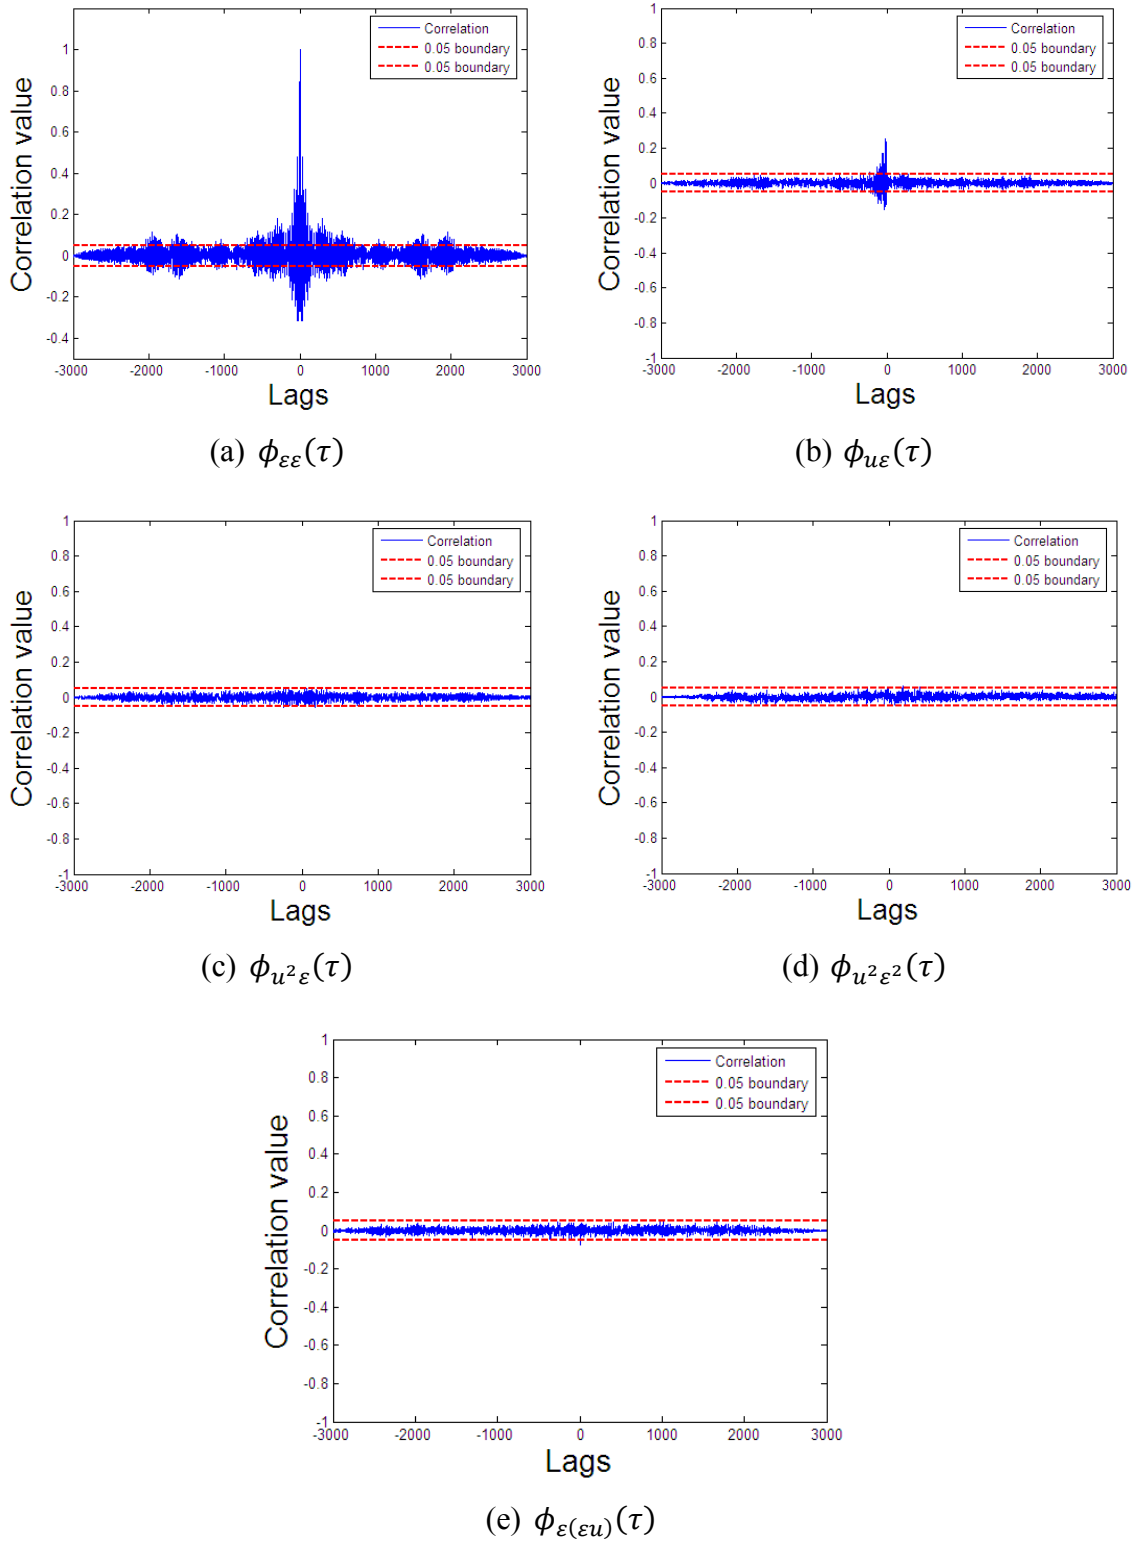 Correlation
0.05 boundary
0.05 boundary
1
0.8
0.6
0.4
0.2
0
-0.2
-0.4
Correlation value
-3000 -2000 -1000 0 1000 2000 3000
Lags
(a) ϕεε(τ)
Correlation
0.05 boundary
0.05 boundary
1
0.8
0.6
0.4
0.2
0
-0.2
-0.4
-0.6
-0.8
-1
Correlation value
-3000 -2000 -1000 0 1000 2000 3000
Lags
(b) ϕuε(τ)
Correlation
0.05 boundary
0.05 boundary
1
0.8
0.6
0.4
0.2
0
-0.2
-0.4
-0.6
-0.8
-1
Correlation value
-3000 -2000 -1000 0 1000 2000 3000
Lags
(c) ϕu²ε(τ)
Correlation
0.05 boundary
0.05 boundary
1
0.8
0.6
0.4
0.2
0
-0.2
-0.4
-0.6
-0.8
-1
Correlation value
-3000 -2000 -1000 0 1000 2000 3000
Lags
(d) ϕu²ε²(τ)
Correlation
0.05 boundary
0.05 boundary
1
0.8
0.6
0.4
0.2
0
-0.2
-0.4
-0.6
-0.8
-1
Correlation value
-3000 -2000 -1000 0 1000 2000 3000
Lags
(e) ϕε(εu)(τ)